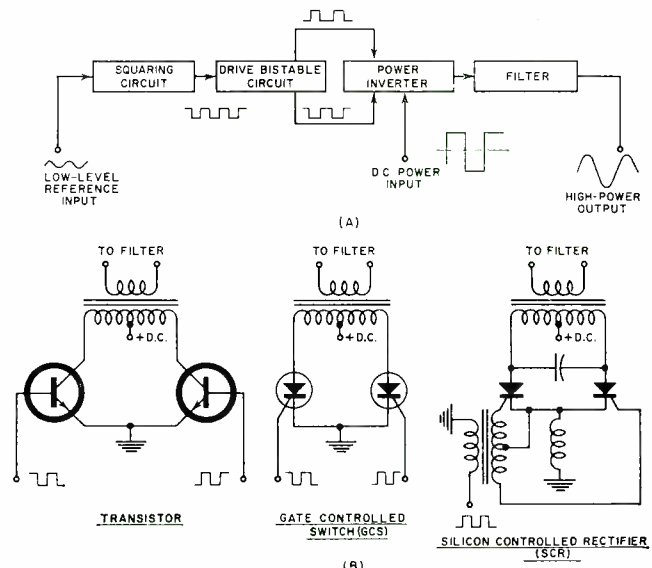 SQUARING
CIRCUIT
DRIVE BISTABLE
CIRCUIT
POWER
INVERTER
FILTER
LOW-LEVEL
REFERENCE
INPUT
D.C. POWER
INPUT
HIGH-POWER
OUTPUT
(A)
TO FILTER
TO FILTER
TO FILTER
+D.C.
+D.C.
+D.C.
TRANSISTOR
GATE CONTROLLED
SWITCH (GCS)
SILICON CONTROLLED RECTIFIER
(SCR)
(B)